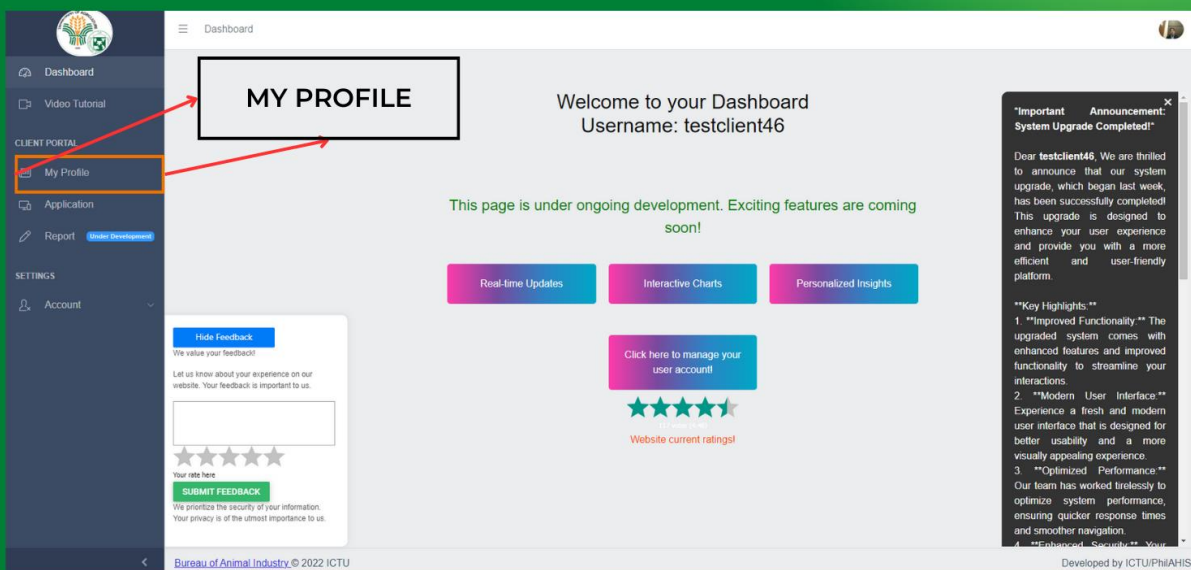 Dashboard
Dashboard
Video Tutorial
CLIENT PORTAL
My Profile
Application
Report Under Development
SETTINGS
Account
MY PROFILE
Welcome to your Dashboard
Username: testclient46
This page is under ongoing development. Exciting features are coming
soon!
Real-time Updates
Interactive Charts
Personalized Insights
Click here to manage your
user account!
Website current ratings!
Hide Feedback
We value your feedback!
Let us know about your experience on our
website. Your feedback is important to us.
Your rate here
SUBMIT FEEDBACK
We prioritize the security of your information.
Your privacy is of the utmost importance to us.
×
*Important Announcement:
System Upgrade Completed!*
Dear testclient46, We are thrilled
to announce that our system
upgrade, which began last week,
has been successfully completed!
This upgrade is designed to
enhance your user experience
and provide you with a more
efficient and user-friendly
platform.
**Key Highlights:**
1. **Improved Functionality:** The
upgraded system comes with
enhanced features and improved
functionality to streamline your
interactions.
2. **Modern User Interface:**
Experience a fresh and modern
user interface that is designed for
better usability and a more
visually appealing experience.
3. **Optimized Performance:**
Our team has worked tirelessly to
optimize system performance,
ensuring quicker response times
and smoother navigation.
4. **Enhanced Security:** Your
Bureau of Animal Industry © 2022 ICTU
Developed by ICTU/PhilAHIS